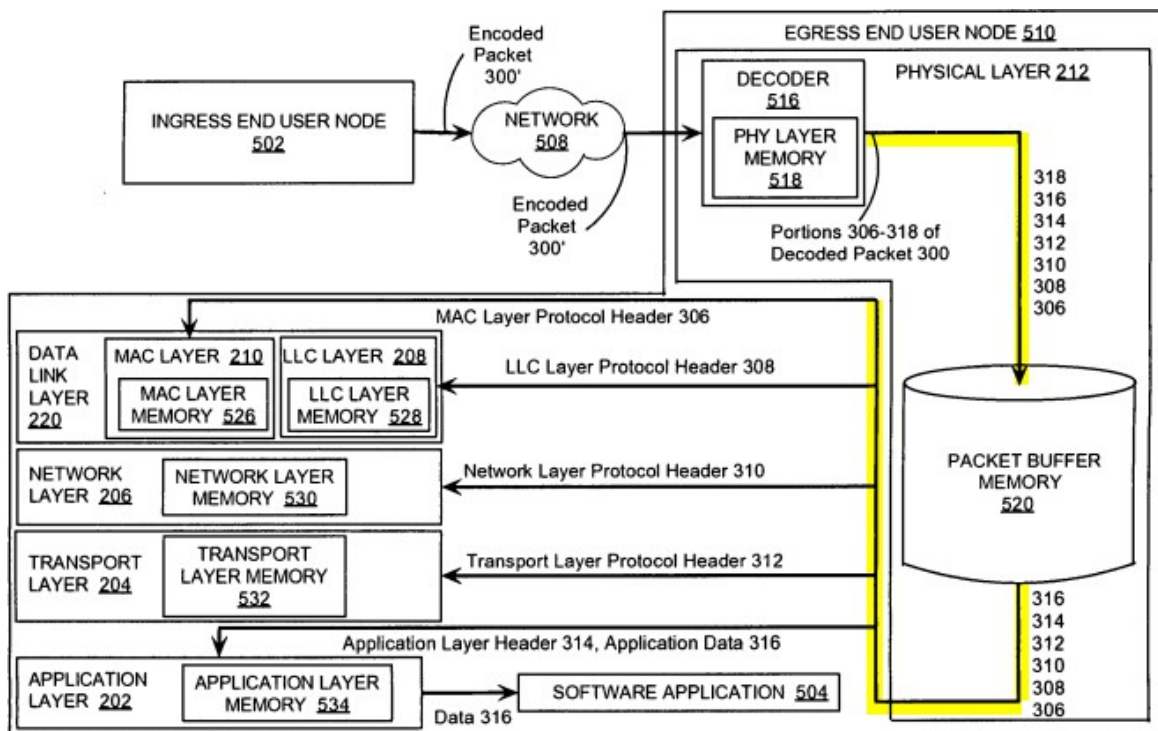 EGRESS END USER NODE 510
PHYSICAL LAYER 212
Encoded
Packet
300'
INGRESS END USER NODE
502
NETWORK
508
Encoded
Packet
300'
DECODER
516
PHY LAYER
MEMORY
518
Portions 306-318 of
Decoded Packet 300
318
316
314
312
310
308
306
MAC Layer Protocol Header 306
DATA
LINK
LAYER
220
MAC LAYER 210
MAC LAYER
MEMORY 526
LLC LAYER 208
LLC LAYER
MEMORY 528
LLC Layer Protocol Header 308
PACKET BUFFER
MEMORY
520
NETWORK
LAYER 206
NETWORK LAYER
MEMORY 530
Network Layer Protocol Header 310
TRANSPORT
LAYER 204
TRANSPORT
LAYER MEMORY
532
Transport Layer Protocol Header 312
316
314
312
310
308
306
Application Layer Header 314, Application Data 316
APPLICATION
LAYER 202
APPLICATION LAYER
MEMORY 534
Data 316
SOFTWARE APPLICATION 504